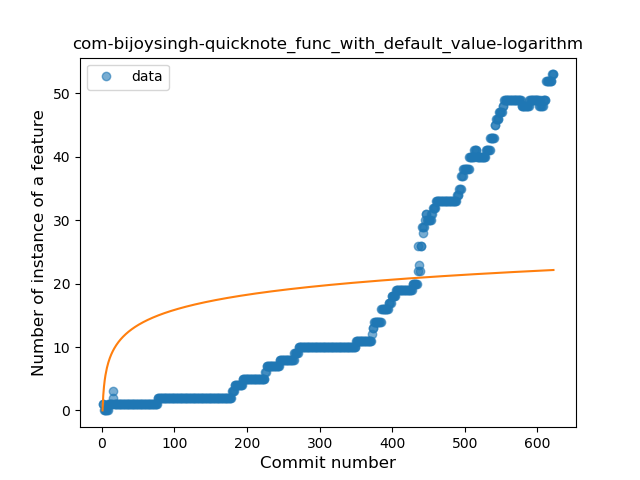 com-bijoysingh-quicknote_func_with_default_value-logarithm
data
Number of instance of a feature
50
40
30
20
10
0
0 100 200 300 400 500 600
Commit number